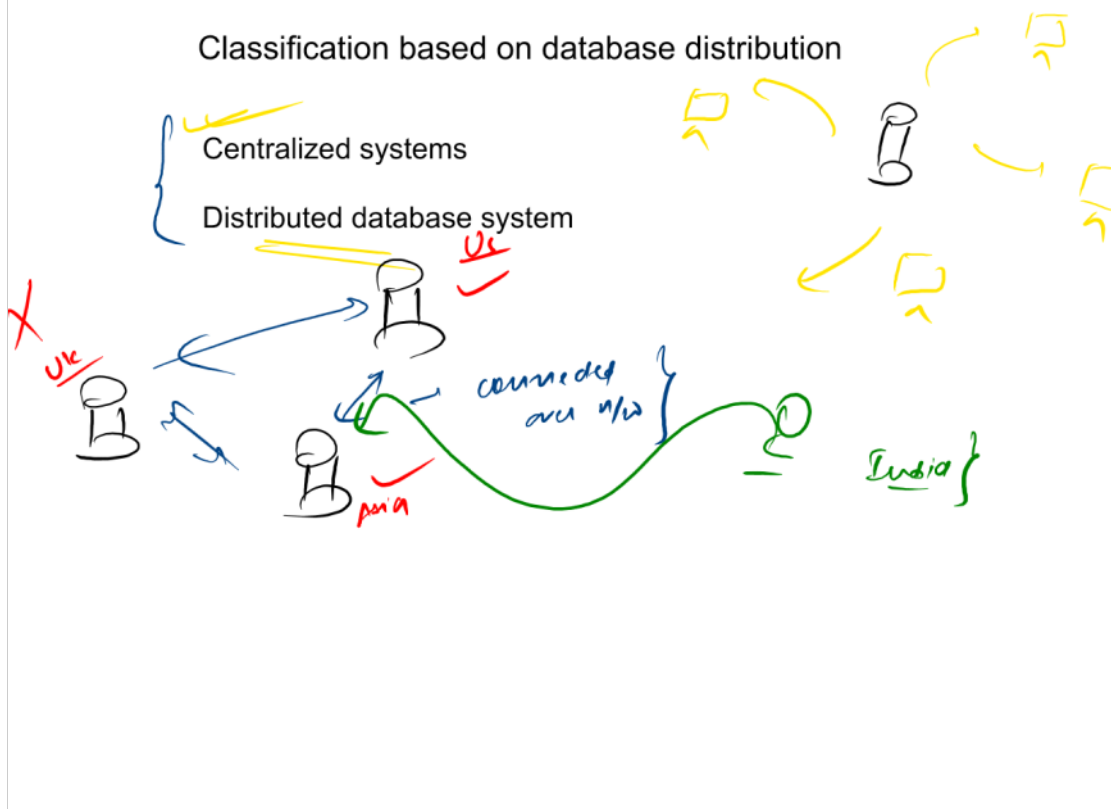 Classification based on database distribution
Centralized systems
Distributed database system
US
UK
connected
over n/w
India
Asia